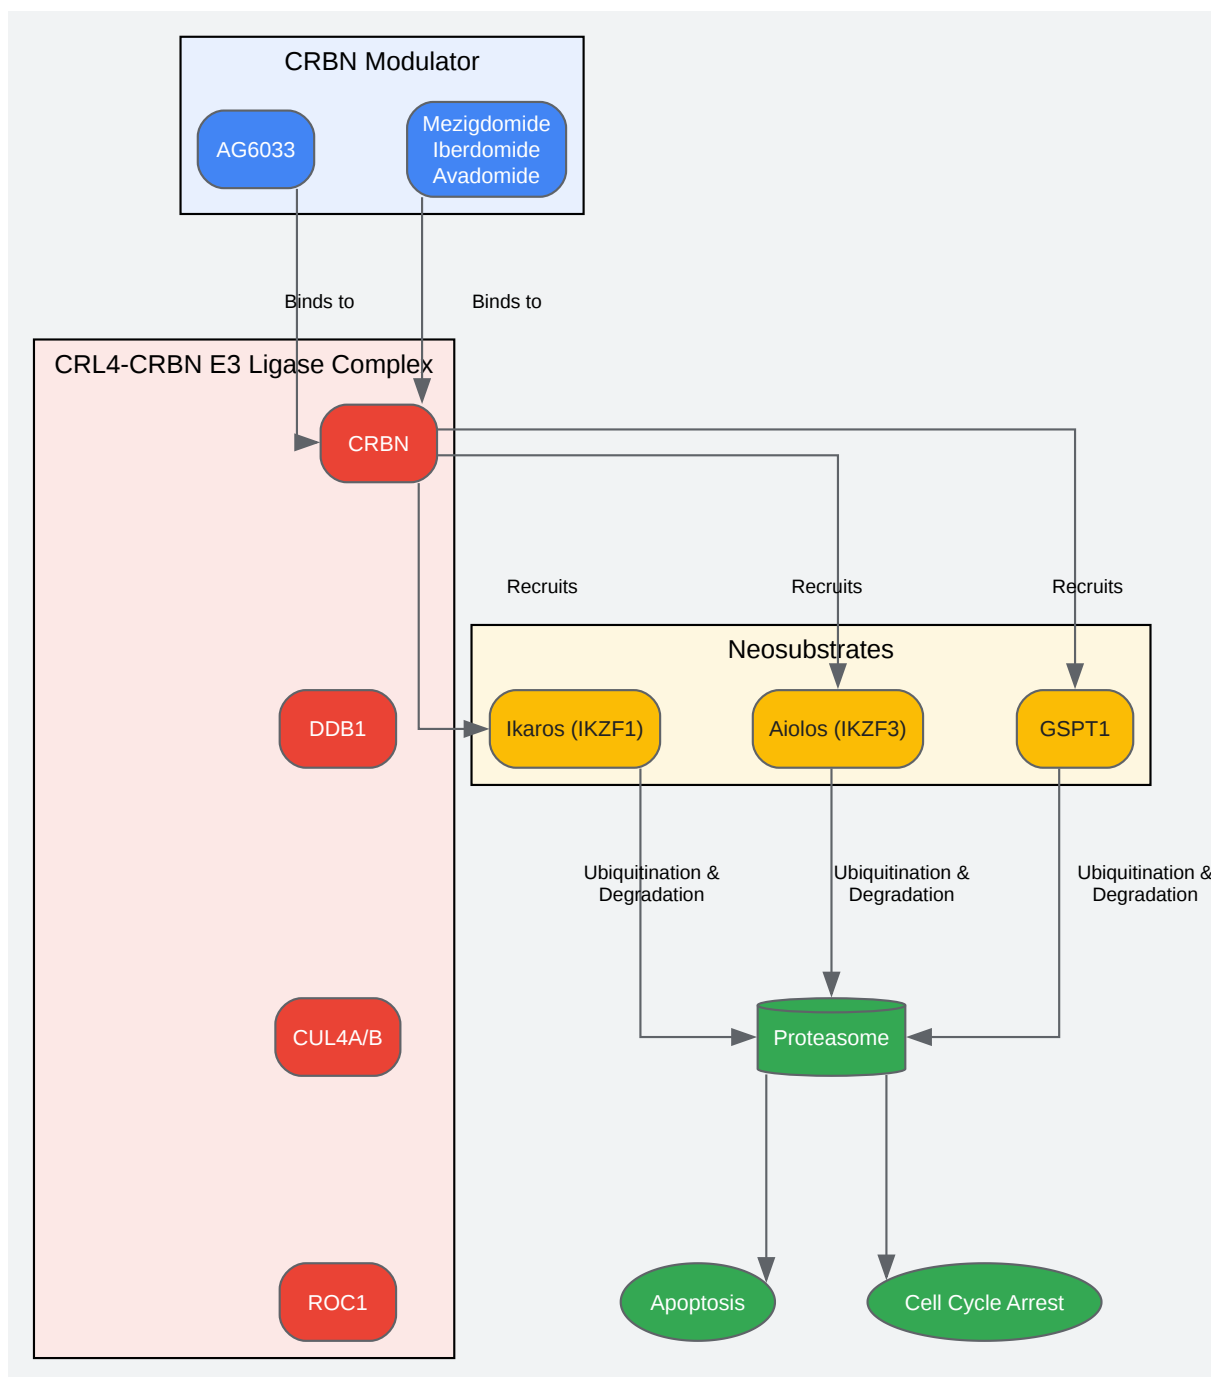 CRBN Modulator
AG6033
Mezigdomide
Iberdomide
Avadomide
Binds to
Binds to
CRL4-CRBN E3 Ligase Complex
CRBN
Recruits
Recruits
Recruits
Neosubstrates
DDB1
Ikaros (IKZF1)
Aiolos (IKZF3)
GSPT1
Ubiquitination &
Degradation
Ubiquitination &
Degradation
Ubiquitination &
Degradation
CUL4A/B
Proteasome
ROC1
Apoptosis
Cell Cycle Arrest